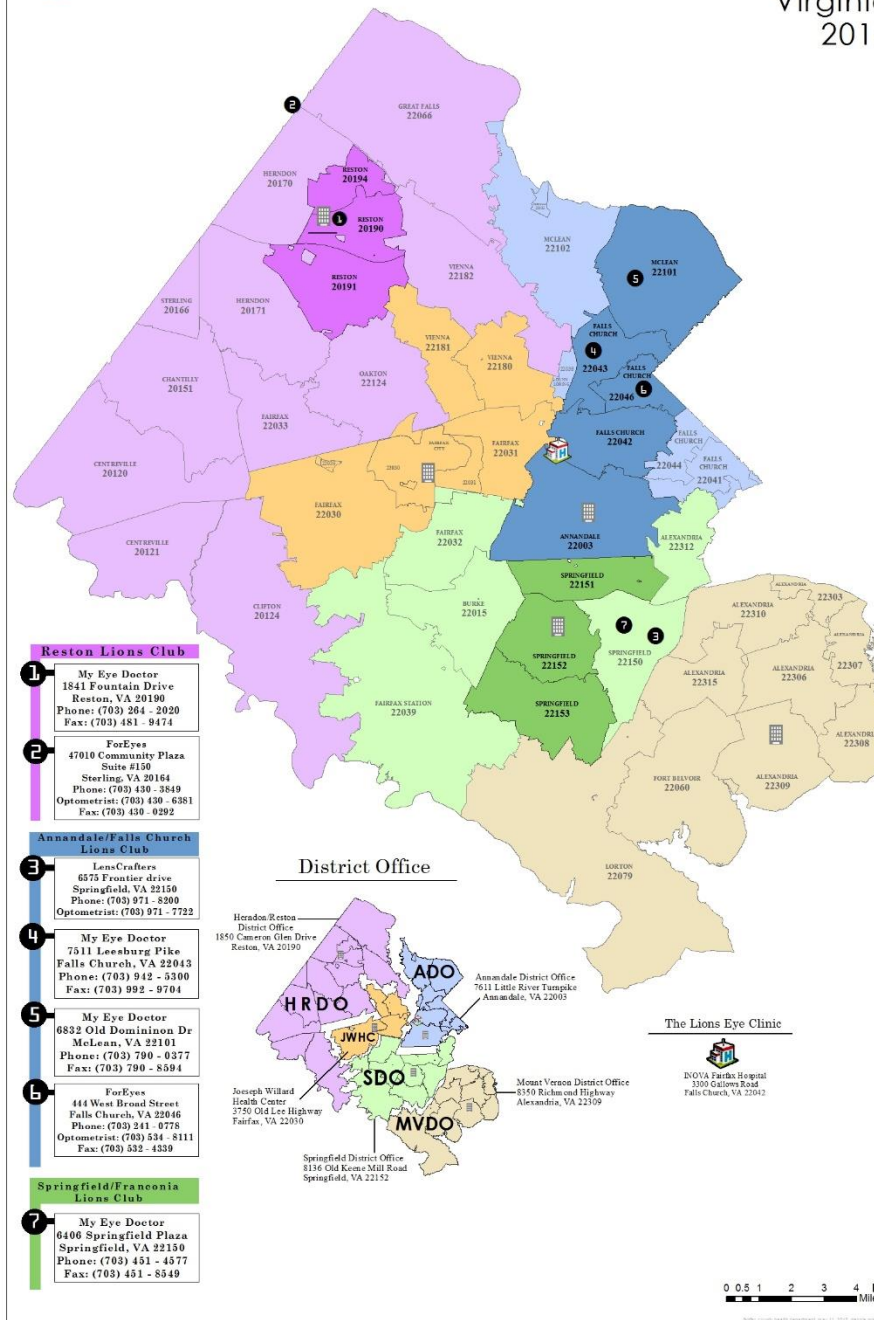 GREAT FALLS
22066
HERNDON
20170
RESTON
20194
RESTON
20190
RESTON
20191
MCLEAN
22102
MCLEAN
22101
VIENNA
22182
STERLING
20166
HERNDON
20171
VIENNA
22181
VIENNA
22180
FALLS
CHURCH
22043
FALLS
CHURCH
22046
CHANTILLY
20151
OAKTON
22124
FAIRFAX
22033
FALLS CHURCH
22042
FALLS
CHURCH
22044
FALLS
CHURCH
22041
CENTREVILLE
20120
FAIRFAX
CITY
FAIRFAX
22031
FAIRFAX
22030
CENTREVILLE
20121
FAIRFAX
22032
ANNANDALE
22003
ALEXANDRIA
22312
SPRINGFIELD
22151
CLIFTON
20124
BURKE
22015
SPRINGFIELD
22152
SPRINGFIELD
22150
SPRINGFIELD
22153
FAIRFAX STATION
22039
ALEXANDRIA
22303
ALEXANDRIA
22310
ALEXANDRIA
22307
ALEXANDRIA
22315
ALEXANDRIA
22306
22308
ALEXANDRIA
22309
FORT BELVOIR
22060
LORTON
22079
1
2
3
4
5
6
7
Reston Lions Club
1
My Eye Doctor
1841 Fountain Drive
Reston, VA 20190
Phone: (703) 264 - 2020
Fax: (703) 481 - 9474
2
ForEyes
47010 Community Plaza
Suite #150
Sterling, VA 20164
Phone: (703) 430 - 3849
Optometrist: (703) 430 - 6381
Fax: (703) 430 - 0292
Annandale/Falls Church
Lions Club
3
LensCrafters
6575 Frontier drive
Springfield, VA 22150
Phone: (703) 971 - 8200
Optometrist: (703) 971 - 7722
4
My Eye Doctor
7511 Leesburg Pike
Falls Church, VA 22043
Phone: (703) 942 - 5300
Fax: (703) 992 - 9704
5
My Eye Doctor
6832 Old Domininon Dr
McLean, VA 22101
Phone: (703) 790 - 0377
Fax: (703) 790 - 8594
6
ForEyes
444 West Broad Street
Falls Church, VA 22046
Phone: (703) 241 - 0778
Optometrist: (703) 534 - 8111
Fax: (703) 532 - 4339
Springfield/Franconia
Lions Club
7
My Eye Doctor
6406 Springfield Plaza
Springfield, VA 22150
Phone: (703) 451 - 4577
Fax: (703) 451 - 8549
District Office
Herndon/Reston
District Office
1850 Cameron Glen Drive
Reston, VA 20190
HRDO
ADO
JWHC
SDO
MVDO
Annandale District Office
7611 Little River Turnpike
Annandale, VA 22003
Joeseph Willard
Health Center
3750 Old Lee Highway
Fairfax, VA 22030
Mount Vernon District Office
8350 Richmond Highway
Alexandria, VA 22309
Springfield District Office
8136 Old Keene Mill Road
Springfield, VA 22152
The Lions Eye Clinic
H
INOVA Fairfax Hospital
3300 Gallows Road
Falls Church, VA 22042
0 0.5 1 2 3 4